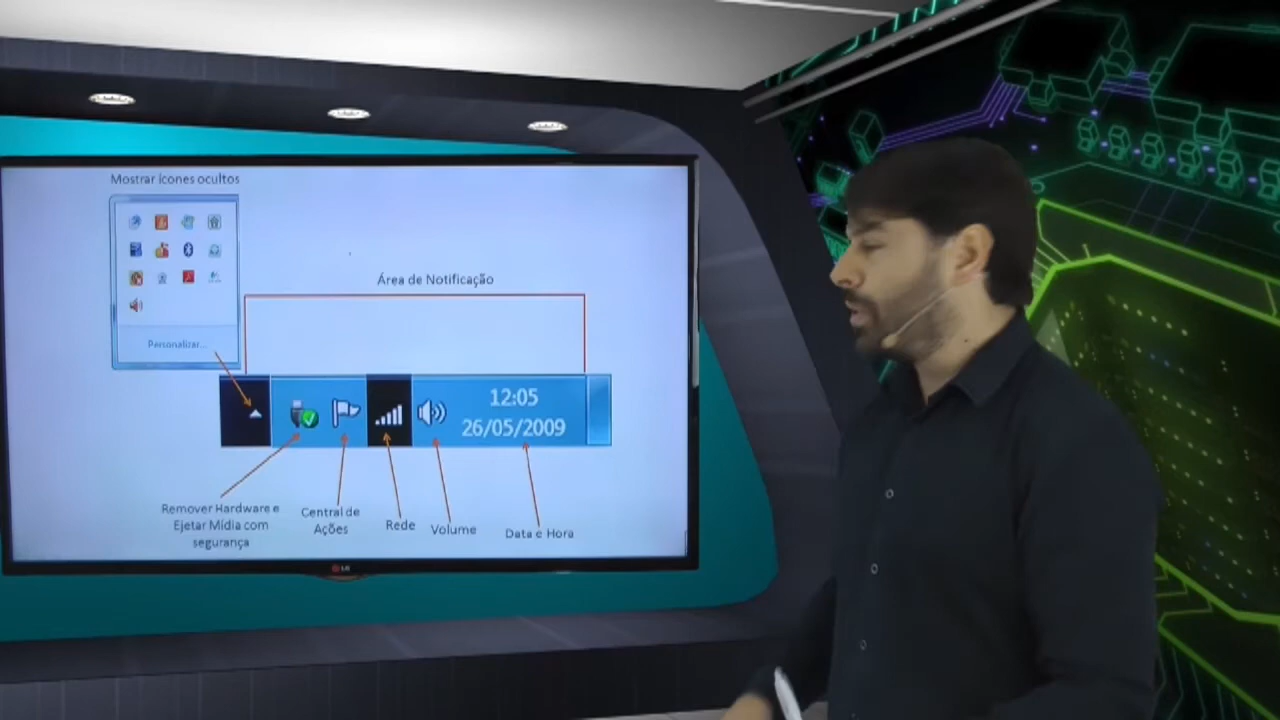 Mostrar ícones ocultos
Personalizar...
Área de Notificação
12:05
26/05/2009
Remover Hardware e
Ejetar Mídia com
segurança
Central de
Ações
Rede
Volume
Data e Hora
LG